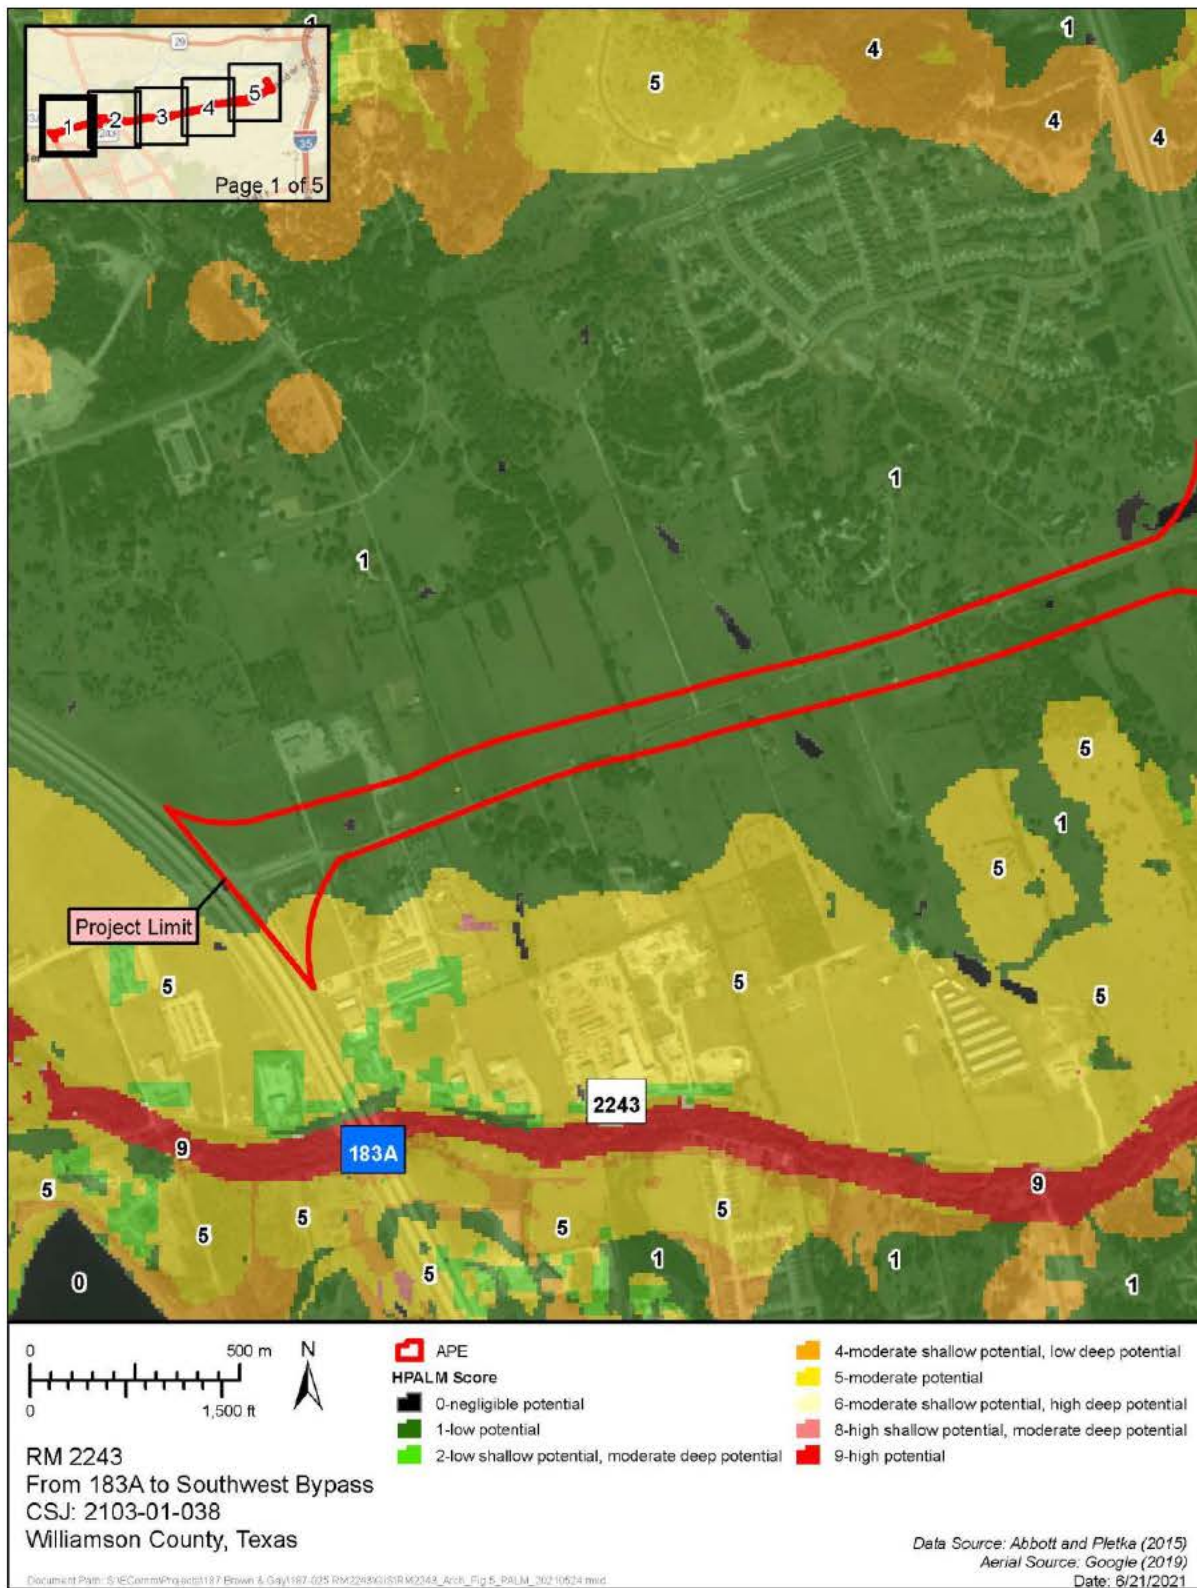 29
1
2
3
4
5
35
Page 1 of 5
1
4
5
4
4
1
1
5
1
5
Project Limit
5
5
5
2243
183A
9
9
5
5
5
5
5
1
1
1
0
0 500 m
0 1,500 ft
N
RM 2243
From 183A to Southwest Bypass
CSJ: 2103-01-038
Williamson County, Texas
APE
HPALM Score
0-negligible potential
1-low potential
2-low shallow potential, moderate deep potential
4-moderate shallow potential, low deep potential
5-moderate potential
6-moderate shallow potential, high deep potential
8-high shallow potential, moderate deep potential
9-high potential
Data Source: Abbott and Pletka (2015)
Aerial Source: Google (2019)
Date: 6/21/2021